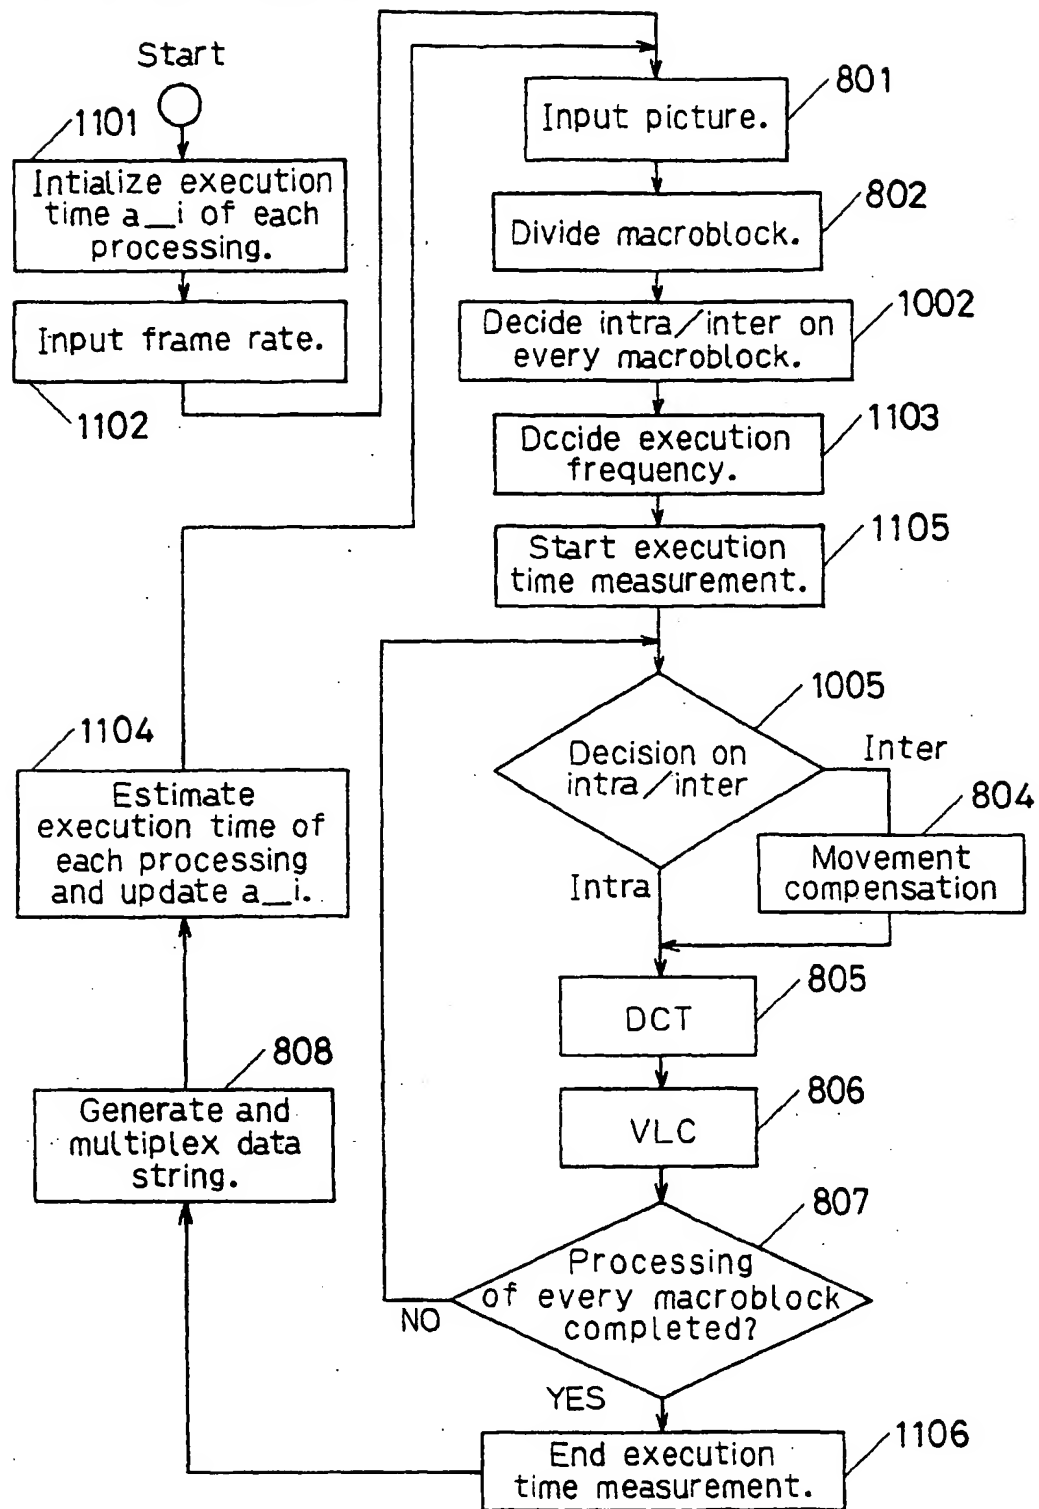 Start
1101
Intialize execution
time a_i of each
processing.
Input frame rate.
1102
801
Input picture.
802
Divide macroblock.
1002
Decide intra/inter on
every macroblock.
1103
Dccide execution
frequency.
1105
Start execution
time measurement.
1005
Decision on
intra/inter
Inter
Intra
804
Movement
compensation
805
DCT
806
VLC
807
Processing
of every macroblock
completed?
NO
YES
1106
End execution
time measurement.
808
Generate and
multiplex data
string.
1104
Estimate
execution time of
each processing
and update a_i.